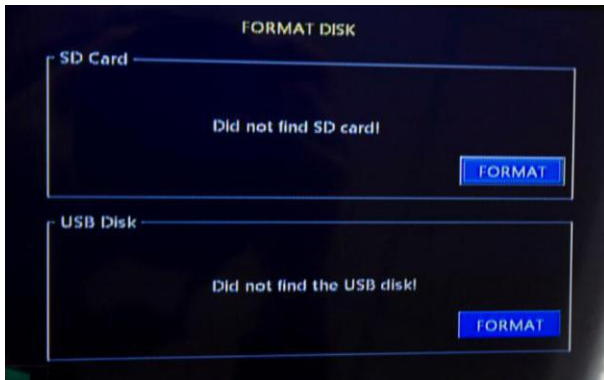 FORMAT DISK
SD Card
Did not find SD card!
FORMAT
USB Disk
Did not find the USB disk!
FORMAT